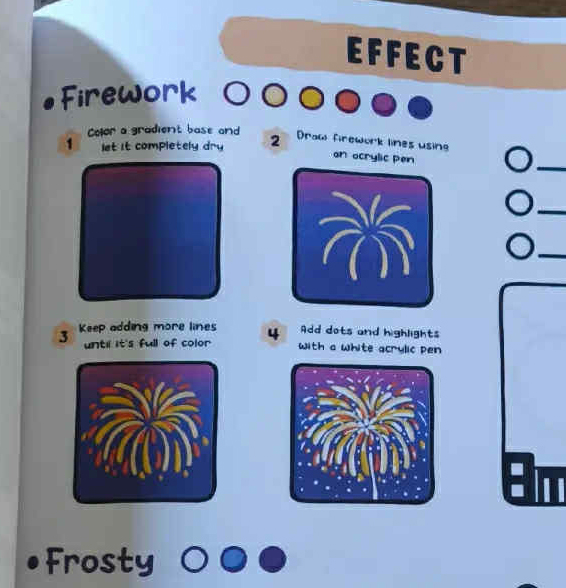 EFFECT
• Firework
1 Color a gradient base and
let it completely dry
2 Draw firework lines using
an acrylic pen
3 Keep adding more lines
until it's full of color
4 Add dots and highlights
with a white acrylic pen
• Frosty